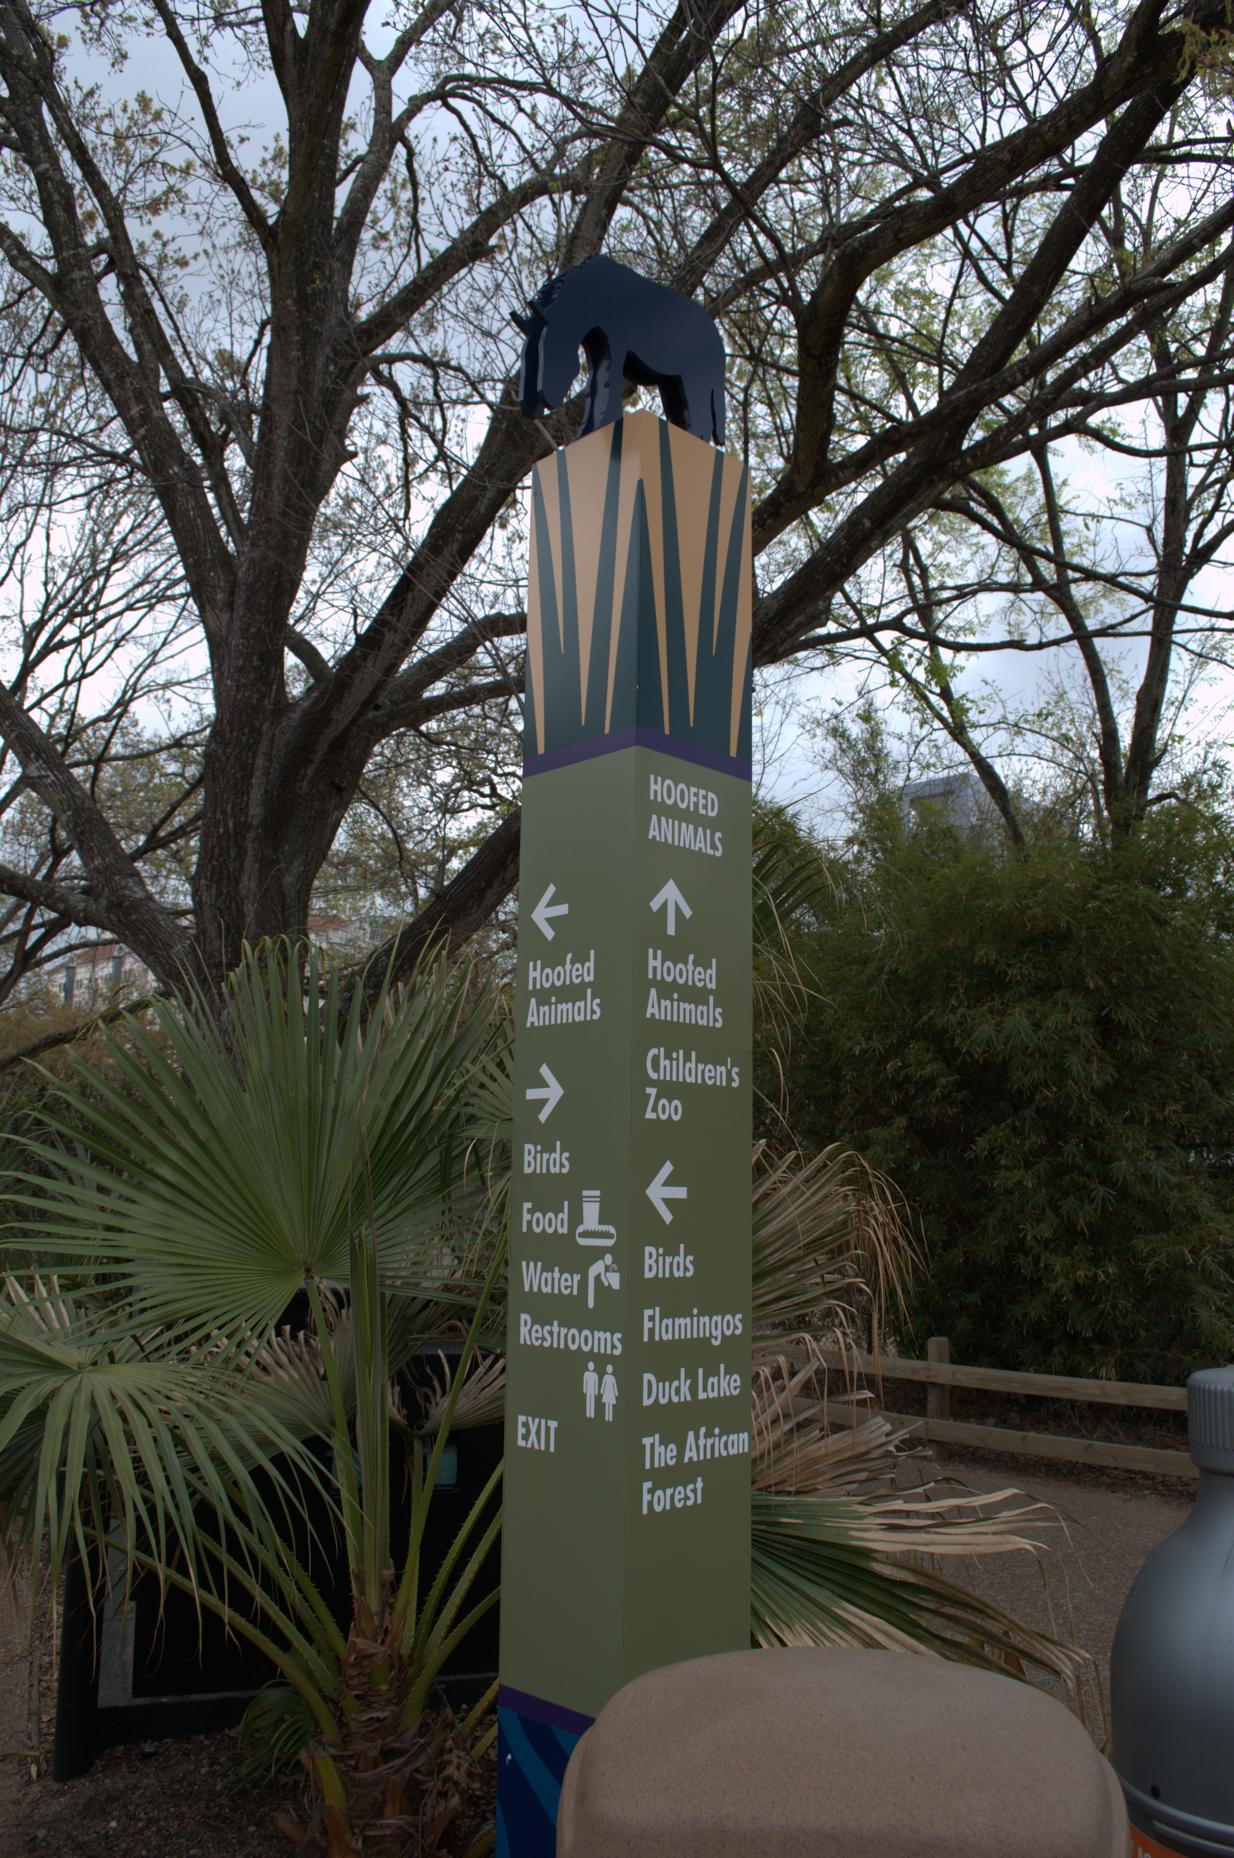 Hoofed
Animals
Birds
Food
Water
Restrooms
EXIT
HOOFED
ANIMALS
Hoofed
Animals
Children's
Zoo
Birds
Flamingos
Duck Lake
The African
Forest